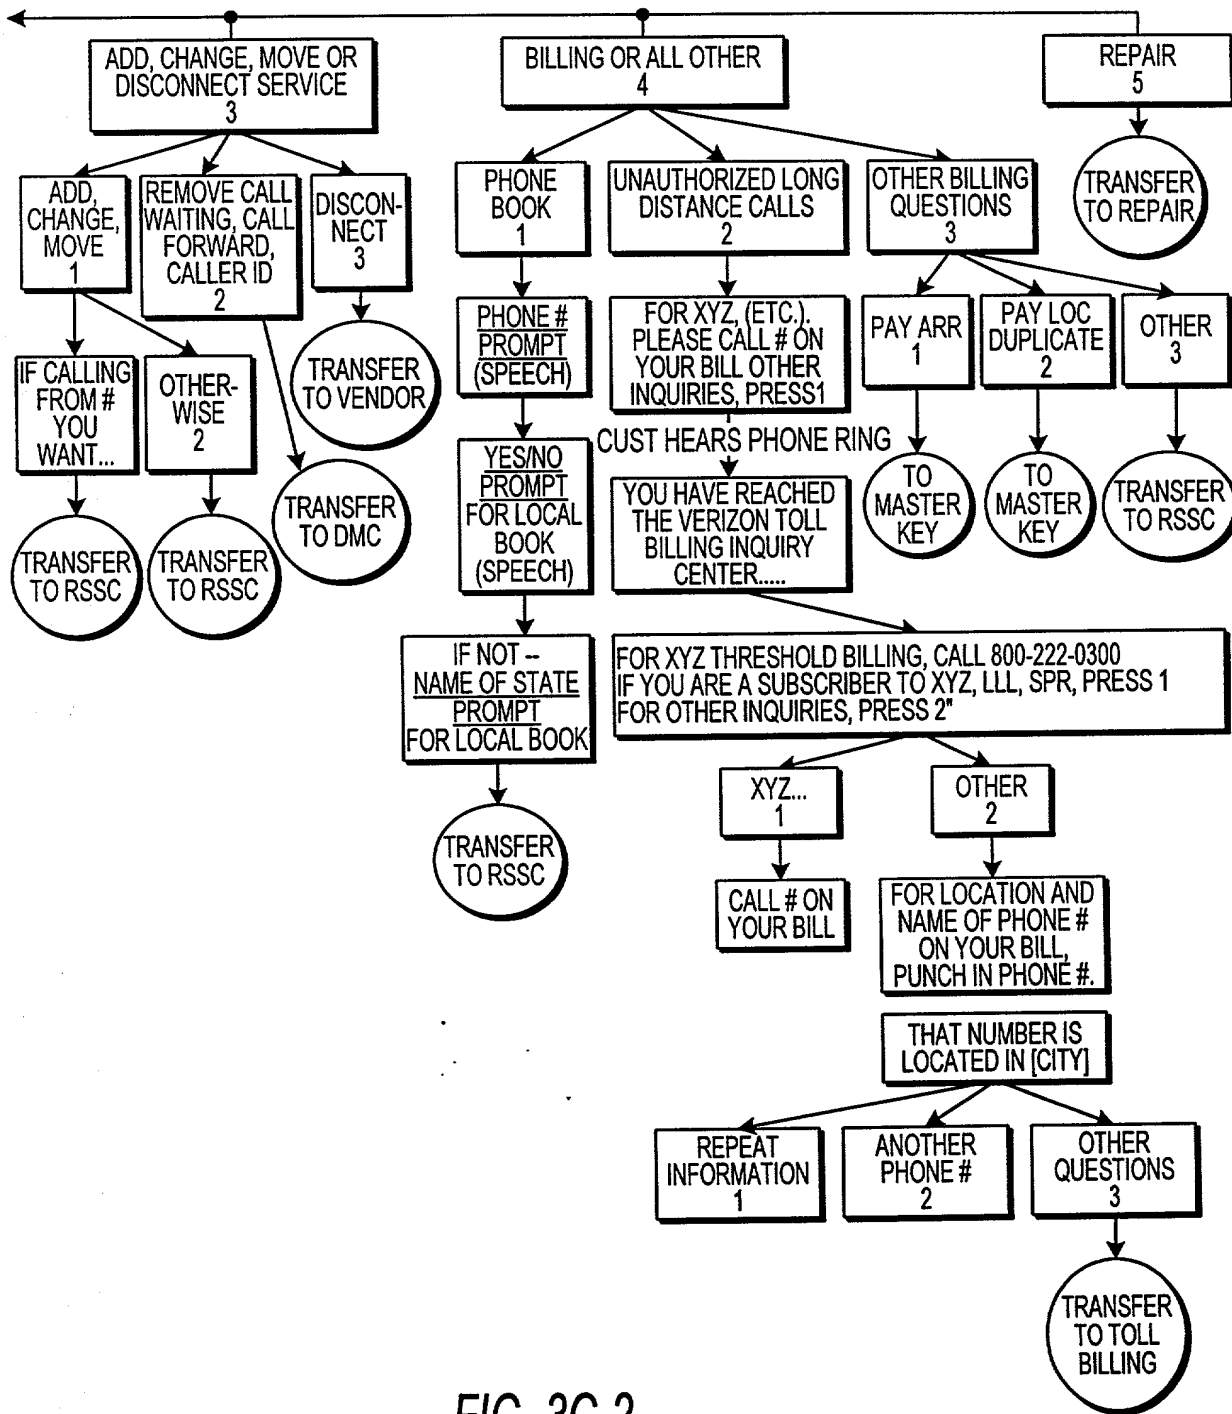 ADD, CHANGE, MOVE OR
DISCONNECT SERVICE
3
BILLING OR ALL OTHER
4
REPAIR
5
ADD,
CHANGE,
MOVE
1
REMOVE CALL
WAITING, CALL
FORWARD,
CALLER ID
2
DISCON-
NECT
3
PHONE
BOOK
1
UNAUTHORIZED LONG
DISTANCE CALLS
2
OTHER BILLING
QUESTIONS
3
TRANSFER
TO REPAIR
IF CALLING
FROM #
YOU
WANT...
OTHER-
WISE
2
TRANSFER
TO VENDOR
PHONE #
PROMPT
(SPEECH)
FOR XYZ, (ETC.).
PLEASE CALL # ON
YOUR BILL OTHER
INQUIRIES, PRESS1
PAY ARR
1
PAY LOC
DUPLICATE
2
OTHER
3
CUST HEARS PHONE RING
TRANSFER
TO RSSC
TRANSFER
TO RSSC
TRANSFER
TO DMC
YES/NO
PROMPT
FOR LOCAL
BOOK
(SPEECH)
YOU HAVE REACHED
THE VERIZON TOLL
BILLING INQUIRY
CENTER.....
TO
MASTER
KEY
TO
MASTER
KEY
TRANSFER
TO RSSC
IF NOT --
NAME OF STATE
PROMPT
FOR LOCAL BOOK
FOR XYZ THRESHOLD BILLING, CALL 800-222-0300
IF YOU ARE A SUBSCRIBER TO XYZ, LLL, SPR, PRESS 1
FOR OTHER INQUIRIES, PRESS 2"
TRANSFER
TO RSSC
XYZ...
1
OTHER
2
CALL # ON
YOUR BILL
FOR LOCATION AND
NAME OF PHONE #
ON YOUR BILL,
PUNCH IN PHONE #.
THAT NUMBER IS
LOCATED IN [CITY]
REPEAT
INFORMATION
1
ANOTHER
PHONE #
2
OTHER
QUESTIONS
3
TRANSFER
TO TOLL
BILLING
FIG. 3C-2